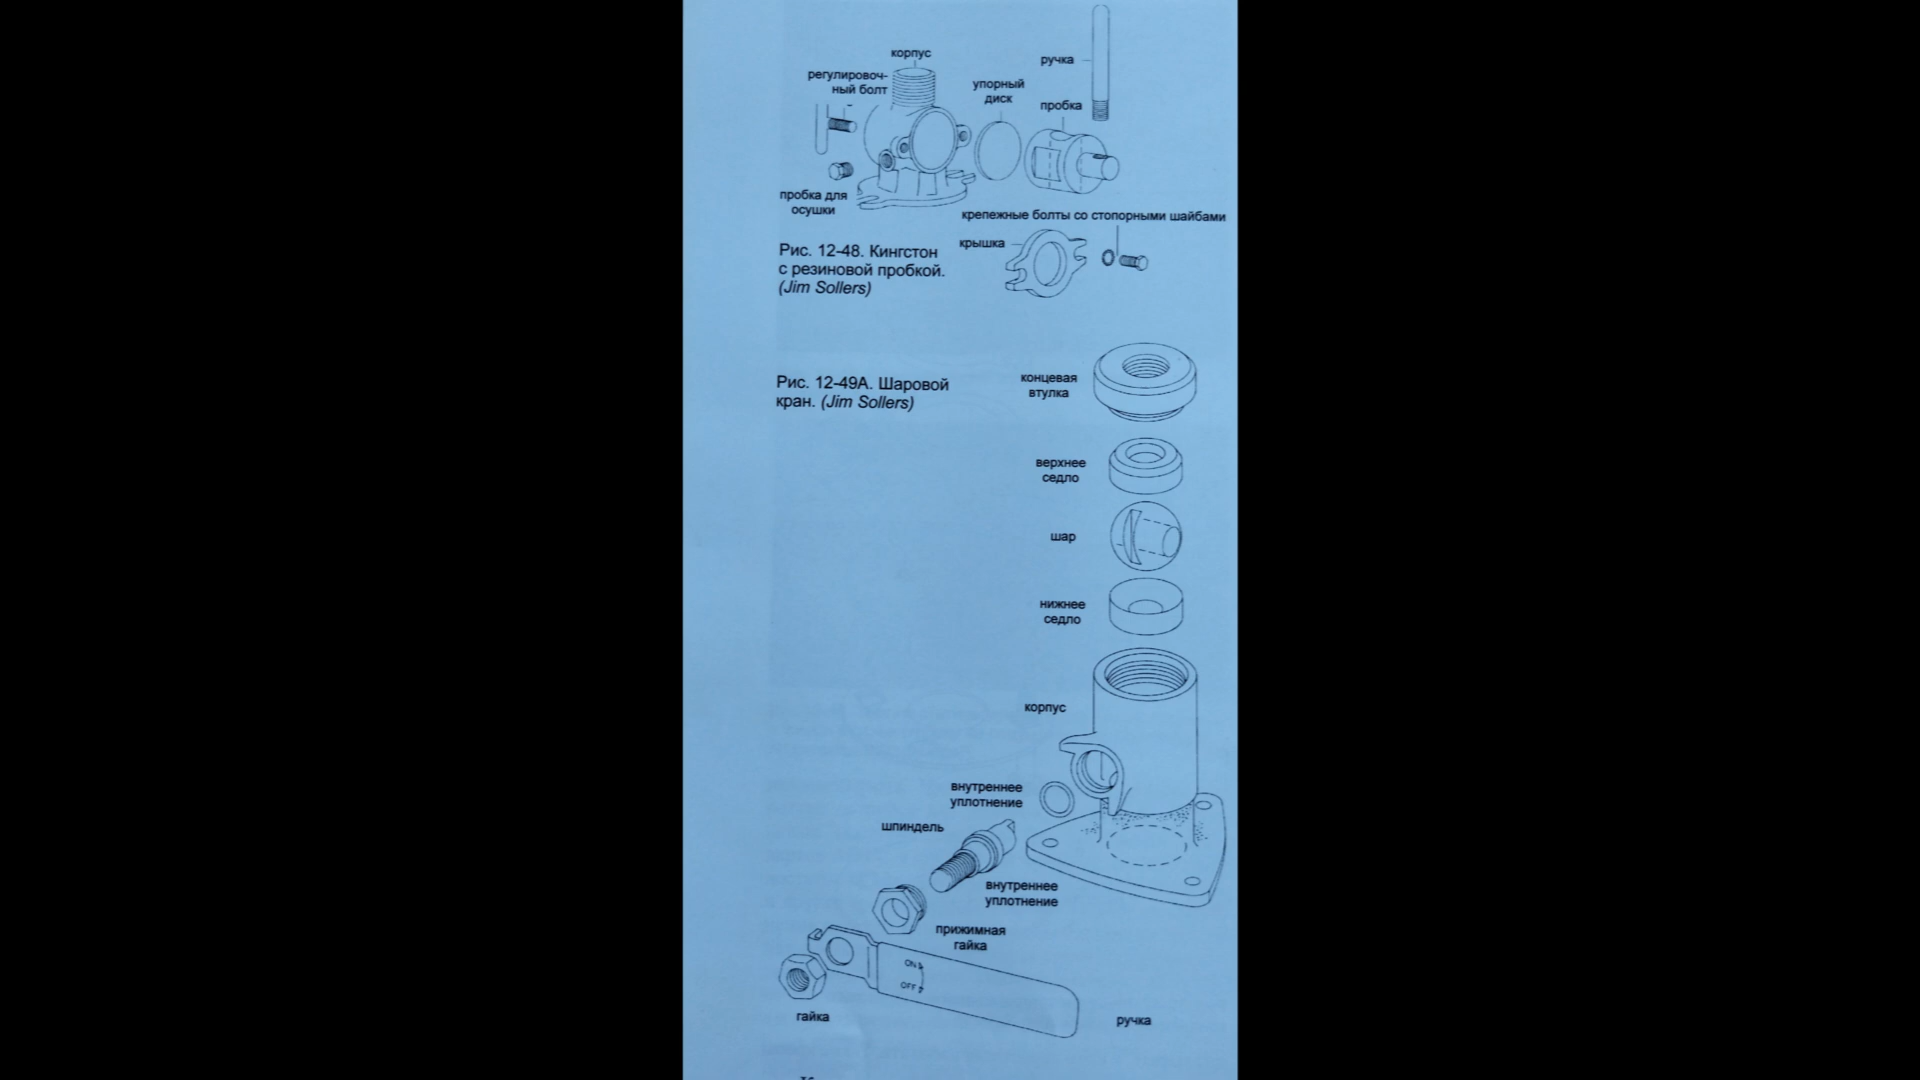 корпус
ручка
регулировоч-
ный болт
упорный
диск
пробка
пробка для
осушки
крепежные болты со стопорными шайбами
крышка
Рис. 12-48. Кингстон
с резиновой пробкой.
(Jim Sollers)
Рис. 12-49А. Шаровой
кран. (Jim Sollers)
концевая
втулка
верхнее
седло
шар
нижнее
седло
корпус
внутреннее
уплотнение
шпиндель
внутреннее
уплотнение
прижимная
гайка
ON
OFF
гайка
ручка